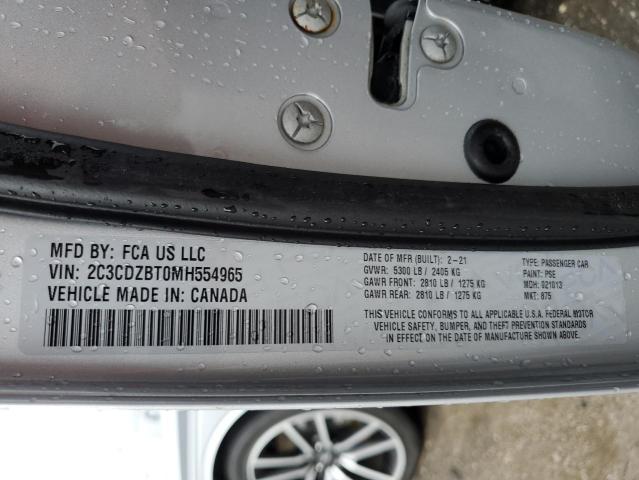 MFD BY: FCA US LLC
VIN: 2C3CDZBT0MH554965
VEHICLE MADE IN: CANADA
DATE OF MFR (BUILT): 2-21
GVWR: 5300 LB / 2405 KG
GAWR FRONT: 2810 LB / 1275 KG
GAWR REAR: 2810 LB / 1275 KG
TYPE: PASSENGER CAR
PAINT: PSE
MDH: 021013
MKT: 875
THIS VEHICLE CONFORMS TO ALL APPLICABLE U.S.A. FEDERAL MOTOR
VEHICLE SAFETY, BUMPER, AND THEFT PREVENTION STANDARDS
IN EFFECT ON THE DATE OF MANUFACTURE SHOWN ABOVE.